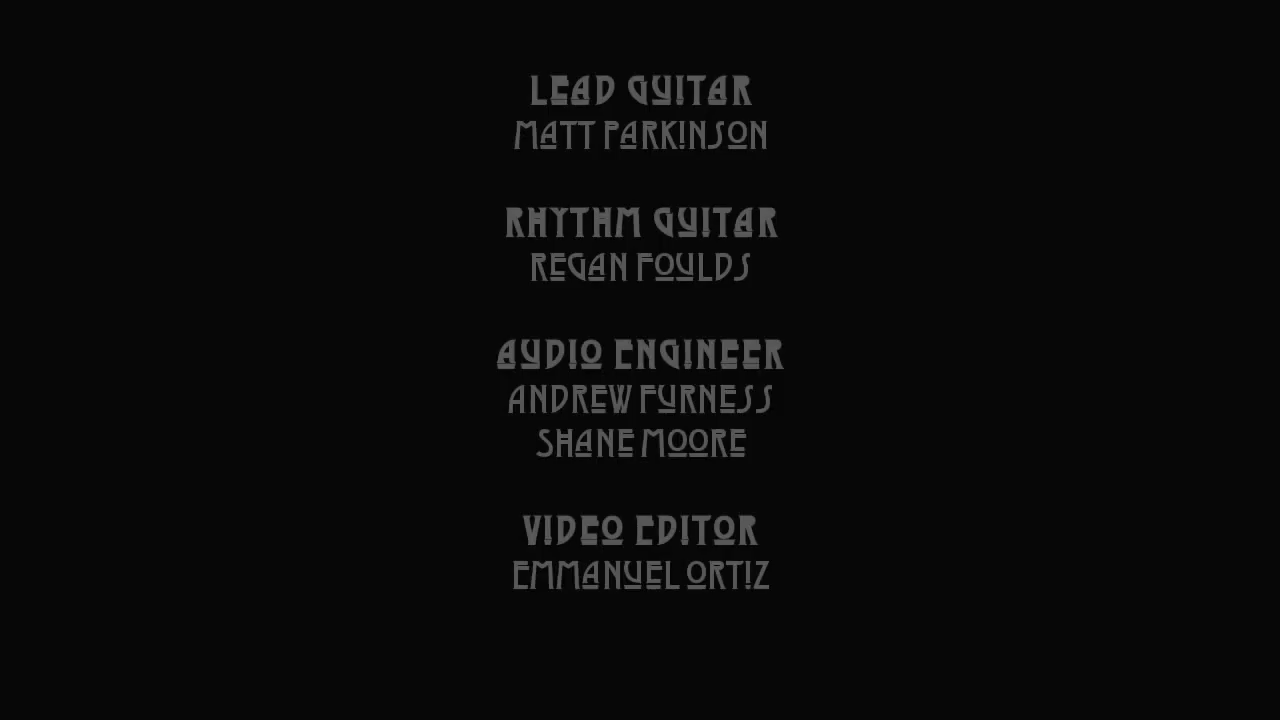 LEAD GUITAR
MATT PARKINSON
RHYTHM GUITAR
REGAN FOULDS
AUDIO ENGINEER
ANDREW FURNESS
SHANE MOORE
VIDEO EDITOR
EMMANUEL ORTIZ